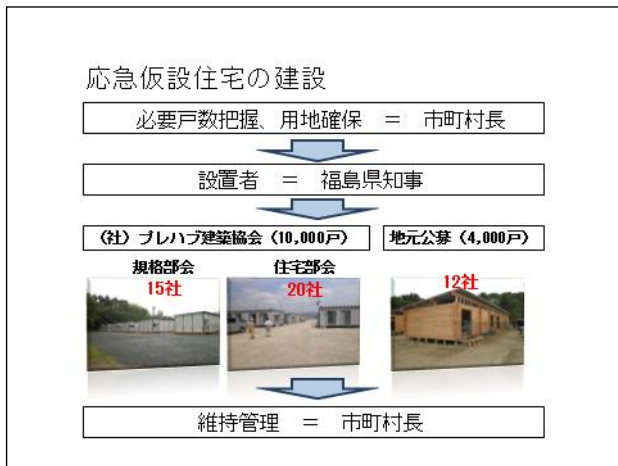 応急仮設住宅の建設
必要戸数把握、用地確保　＝　市町村長
設置者　＝　福島県知事
（社）プレハブ建築協会（10,000戸）
地元公募（4,000戸）
規格部会
15社
住宅部会
20社
12社
維持管理　＝　市町村長